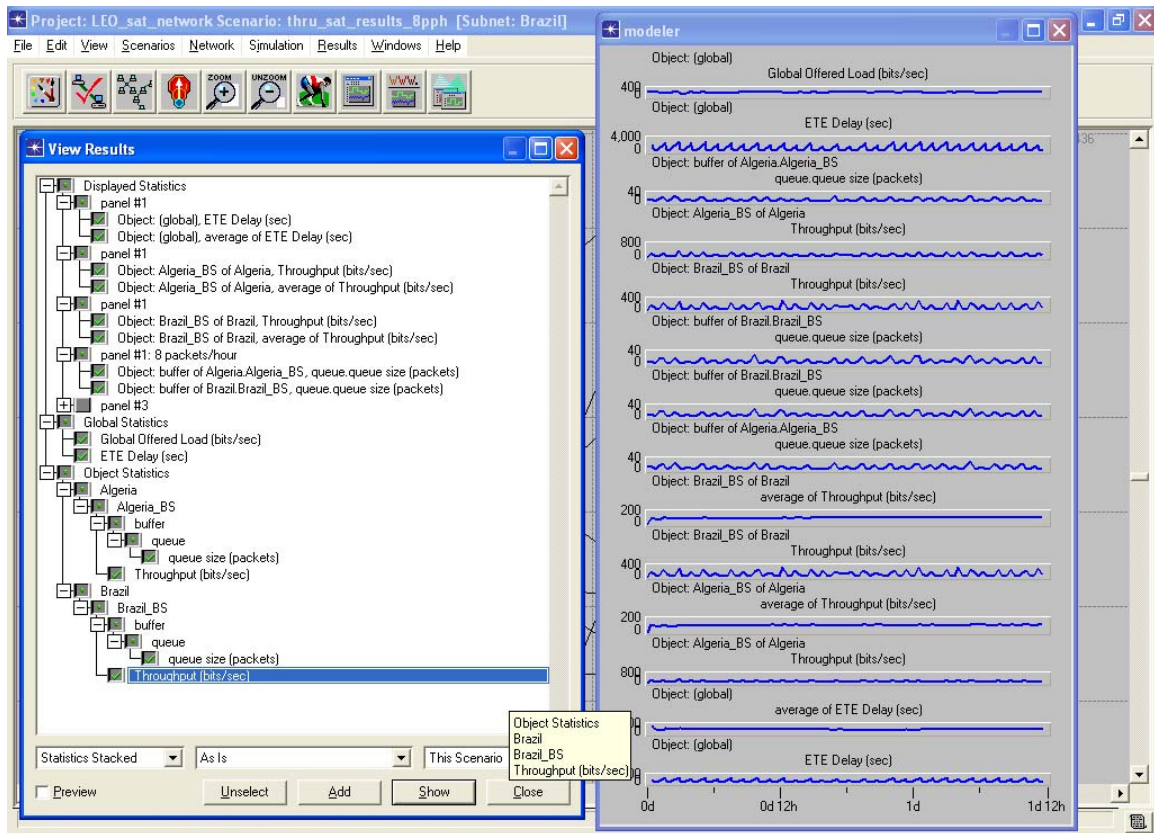 Project: LEO_sat_network Scenario: thru_sat_results_8pph [Subnet: Brazil]
File Edit View Scenarios Network Simulation Results Windows Help
ZOOM
UNZOOM
WWW.
View Results
Displayed Statistics
panel #1
Object: (global), ETE Delay (sec)
Object: (global), average of ETE Delay (sec)
panel #1
Object: Algeria_BS of Algeria, Throughput (bits/sec)
Object: Algeria_BS of Algeria, average of Throughput (bits/sec)
panel #1
Object: Brazil_BS of Brazil, Throughput (bits/sec)
Object: Brazil_BS of Brazil, average of Throughput (bits/sec)
panel #1: 8 packets/hour
Object: buffer of Algeria.Algeria_BS, queue.queue size (packets)
Object: buffer of Brazil.Brazil_BS, queue.queue size (packets)
panel #3
Global Statistics
Global Offered Load (bits/sec)
ETE Delay (sec)
Object Statistics
Algeria
Algeria_BS
buffer
queue
queue size (packets)
Throughput (bits/sec)
Brazil
Brazil_BS
buffer
queue
queue size (packets)
Throughput (bits/sec)
Statistics Stacked As Is This Scenario
Preview Unselect Add Show Close
Object Statistics
Brazil
Brazil_BS
Throughput (bits/sec)
modeler
Object: (global)
Global Offered Load (bits/sec)
400
0
Object: (global)
ETE Delay (sec)
4,000
0
Object: buffer of Algeria.Algeria_BS
queue.queue size (packets)
40
0
Object: Algeria_BS of Algeria
Throughput (bits/sec)
800
0
Object: Brazil_BS of Brazil
Throughput (bits/sec)
400
0
Object: buffer of Brazil.Brazil_BS
queue.queue size (packets)
40
0
Object: buffer of Brazil.Brazil_BS
queue.queue size (packets)
40
0
Object: buffer of Algeria.Algeria_BS
queue.queue size (packets)
40
0
Object: Brazil_BS of Brazil
average of Throughput (bits/sec)
200
0
Object: Brazil_BS of Brazil
Throughput (bits/sec)
400
0
Object: Algeria_BS of Algeria
average of Throughput (bits/sec)
200
0
Object: Algeria_BS of Algeria
Throughput (bits/sec)
800
0
Object: (global)
average of ETE Delay (sec)
Object: (global)
ETE Delay (sec)
0d 0d 12h 1d 1d 12h